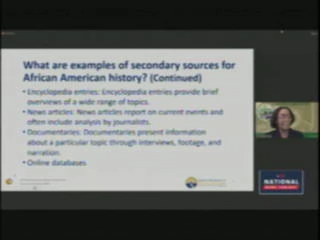 What are examples of secondary sources for
African American history? (Continued)
• Encyclopedia entries: Encyclopedia entries provide brief
overviews of a wide range of topics.
• News articles: News articles report on current events and
often include analysis by journalists.
• Documentaries: Documentaries present information
about a particular topic through interviews, footage, and
narration.
• Online databases
NATIONAL